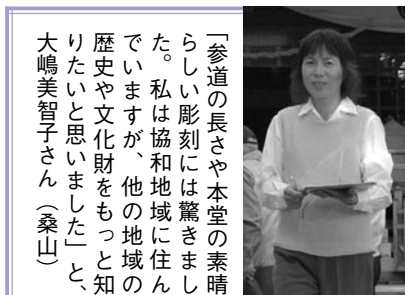 「参道の長さや本堂の素晴
らしい彫刻には驚きまし
た。私は協和地域に住ん
でいますが、他の地域の
歴史や文化財をもっと知
りたいと思いました」と、
大嶋美智子さん（桑山）